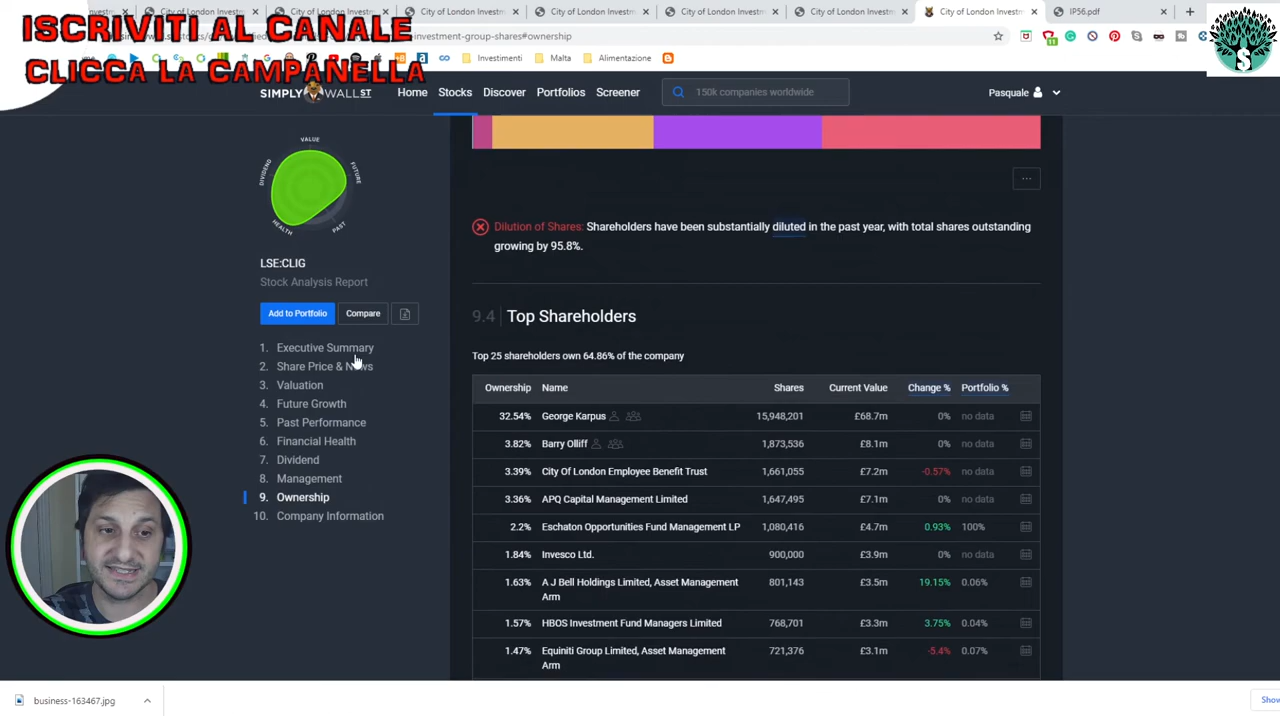 ISCRIVITI AL CANALE
CLICCA LA CAMPANELLA
City of London Investm
City of London Investm
City of London Investm
City of London Investm
City of London Investm
City of London Invest
IP56.pdf
investment-group-shares#ownership
Investimenti
Malta
Alimentazione
SIMPLY WALL ST
Home
Stocks
Discover
Portfolios
Screener
150k companies worldwide
Pasquale
VALUE
FUTURE
PAST
HEALTH
DIVIDEND
LSE:CLIG
Stock Analysis Report
Add to Portfolio
Compare
1. Executive Summary
2. Share Price & News
3. Valuation
4. Future Growth
5. Past Performance
6. Financial Health
7. Dividend
8. Management
9. Ownership
10. Company Information
Dilution of Shares: Shareholders have been substantially diluted in the past year, with total shares outstanding
growing by 95.8%.
9.4 Top Shareholders
Top 25 shareholders own 64.86% of the company
Ownership Name Shares Current Value Change % Portfolio %
32.54% George Karpus 15,948,201 £68.7m 0% no data
3.82% Barry Olliff 1,873,536 £8.1m 0% no data
3.39% City Of London Employee Benefit Trust 1,661,055 £7.2m -0.57% no data
3.36% APQ Capital Management Limited 1,647,495 £7.1m 0% no data
2.2% Eschaton Opportunities Fund Management LP 1,080,416 £4.7m 0.93% 100%
1.84% Invesco Ltd. 900,000 £3.9m 0% no data
1.63% A J Bell Holdings Limited, Asset Management 801,143 £3.5m 19.15% 0.06%
Arm
1.57% HBOS Investment Fund Managers Limited 768,701 £3.3m 3.75% 0.04%
1.47% Equiniti Group Limited, Asset Management 721,376 £3.1m -5.4% 0.07%
Arm
business-163467.jpg
Show